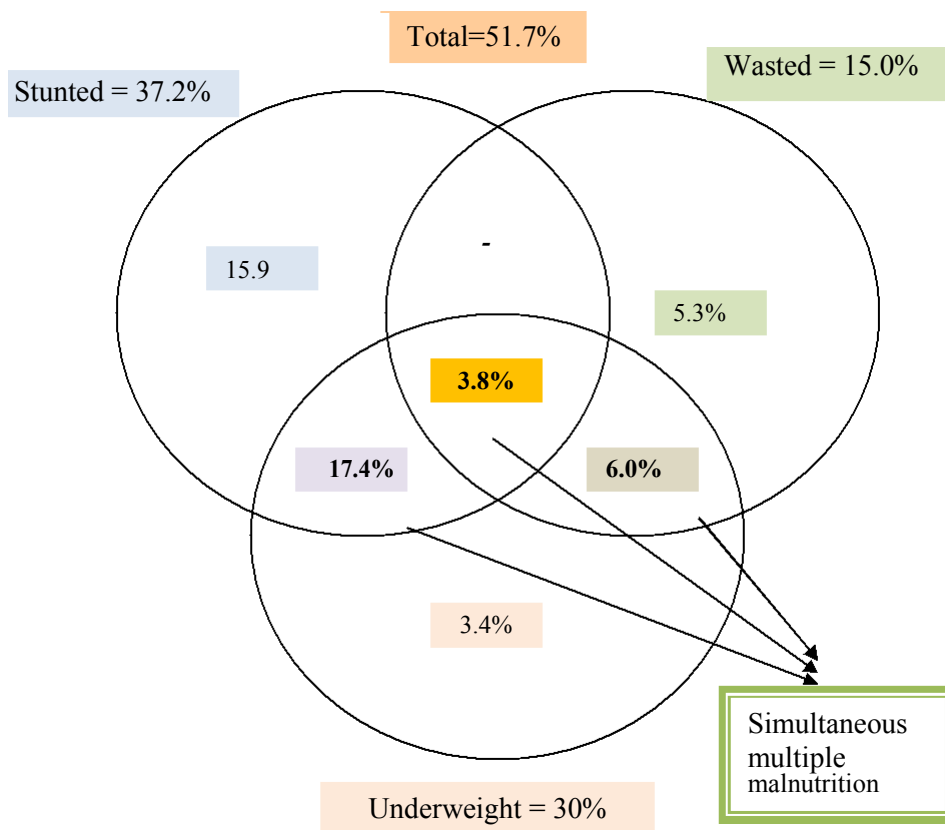 Total=51.7%
Stunted = 37.2%
Wasted = 15.0%
-
15.9
5.3%
3.8%
17.4%
6.0%
3.4%
Simultaneous
multiple
malnutrition
Underweight = 30%